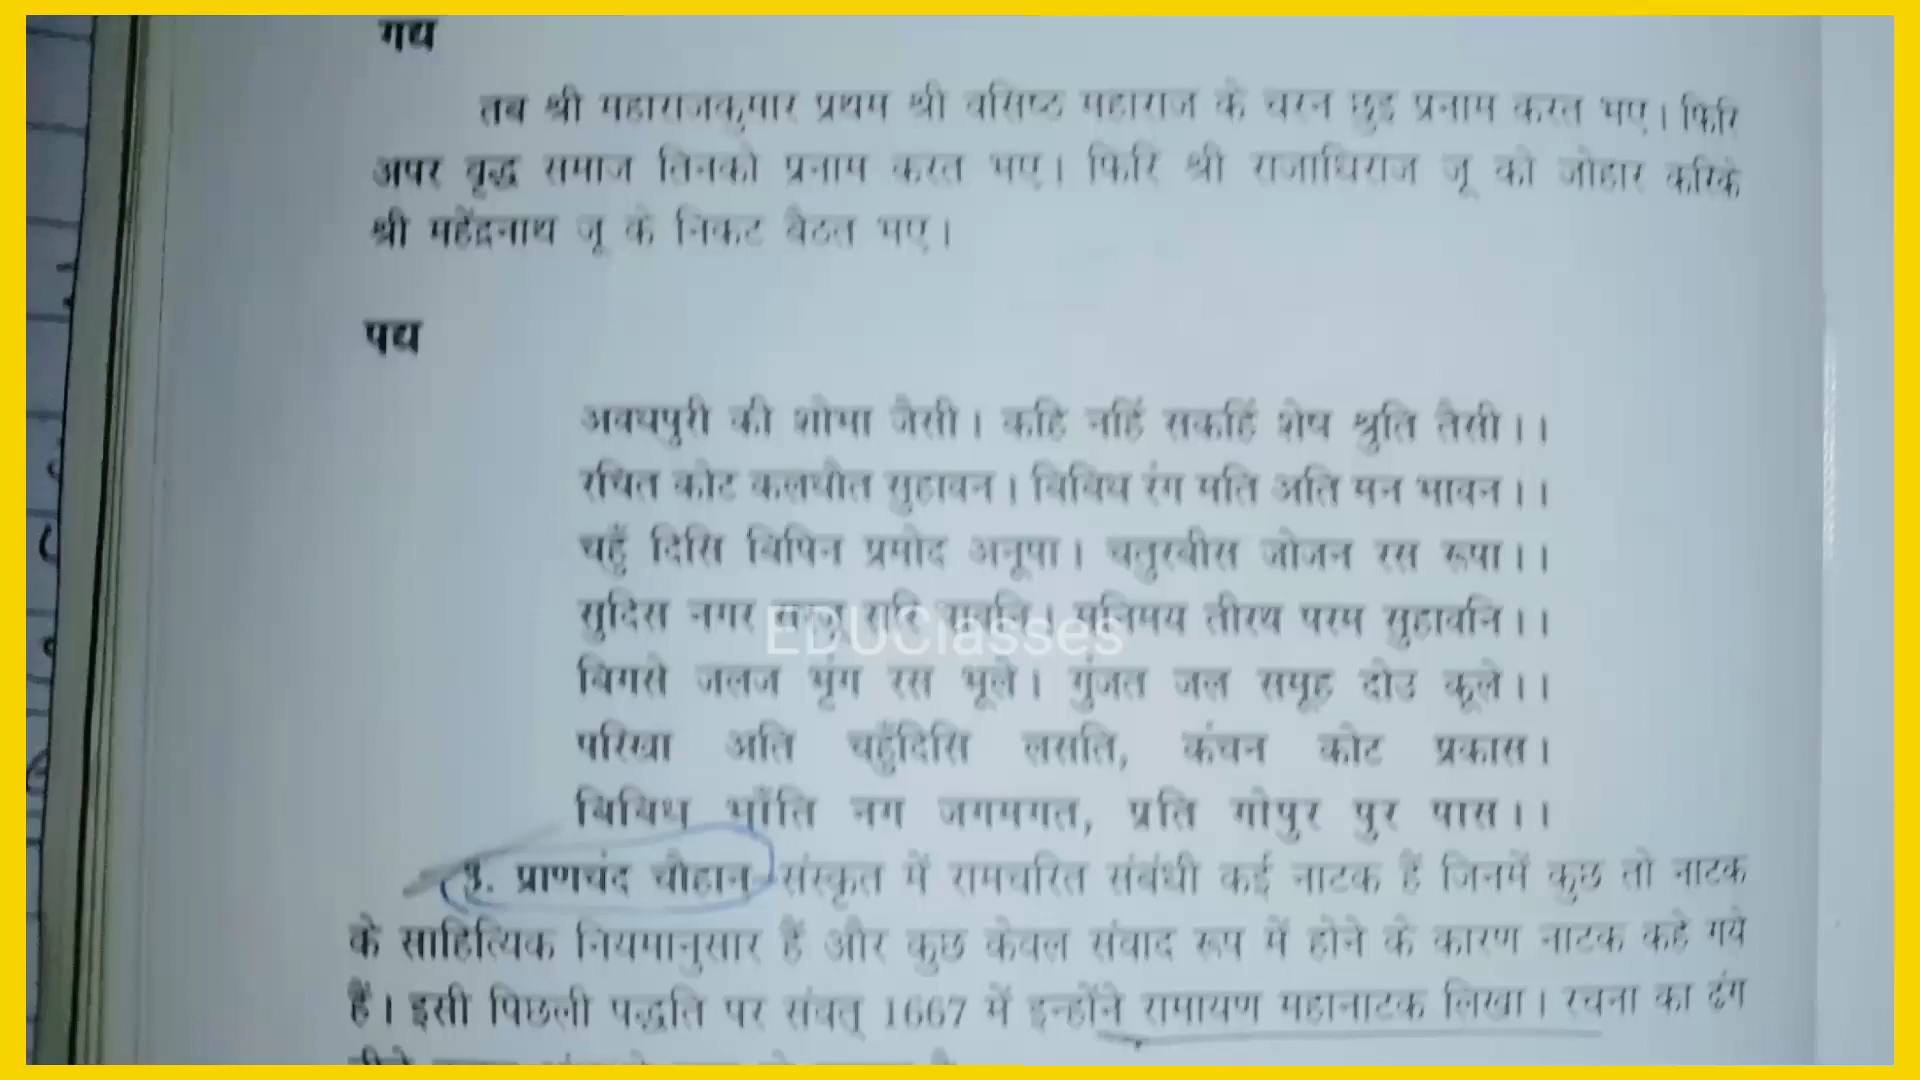 गद्य
तब श्री महाराजकुमार प्रथम श्री वसिष्ठ महाराज के चरन छुइ प्रनाम करत भए। फिरि
अपर वृद्ध समाज तिनको प्रनाम करत भए। फिरि श्री राजाधिराज जू को जोहार करिके
श्री महेंद्रनाथ जू के निकट बैठत भए।
पद्य
अवधपुरी की शोभा जैसी। कहि नहिं सकहिं शेष श्रुति तैसी।।
रचित कोट कलधौत सुहावन। बिबिध रंग मति अति मन भावन।।
चहुँ दिसि बिपिन प्रमोद अनूपा। चतुरबीस जोजन रस रूपा।।
सुदिस नगर सरजू सरि पावनि। मनिमय तीरथ परम सुहावनि।।
EDUClasses
बिगसे जलज भृंग रस भूले। गुंजत जल समूह दोउ कूले।।
परिखा अति चहुँदिसि लसति, कंचन कोट प्रकास।
बिबिध भाँति नग जगमगत, प्रति गोपुर पुर पास।।
3. प्राणचंद चौहान-संस्कृत में रामचरित संबंधी कई नाटक हैं जिनमें कुछ तो नाटक
के साहित्यिक नियमानुसार हैं और कुछ केवल संवाद रूप में होने के कारण नाटक कहे गये
हैं। इसी पिछली पद्धति पर संवत् 1667 में इन्होंने रामायण महानाटक लिखा। रचना का ढंग